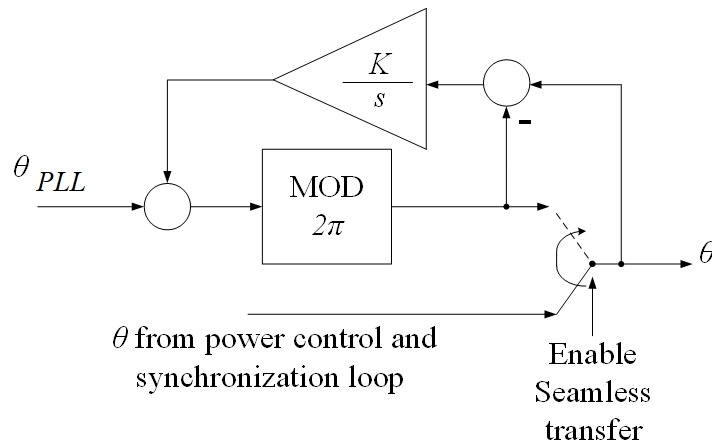 K
s
-
θ PLL
MOD
2π
θ
θ from power control and
synchronization loop
Enable
Seamless
transfer